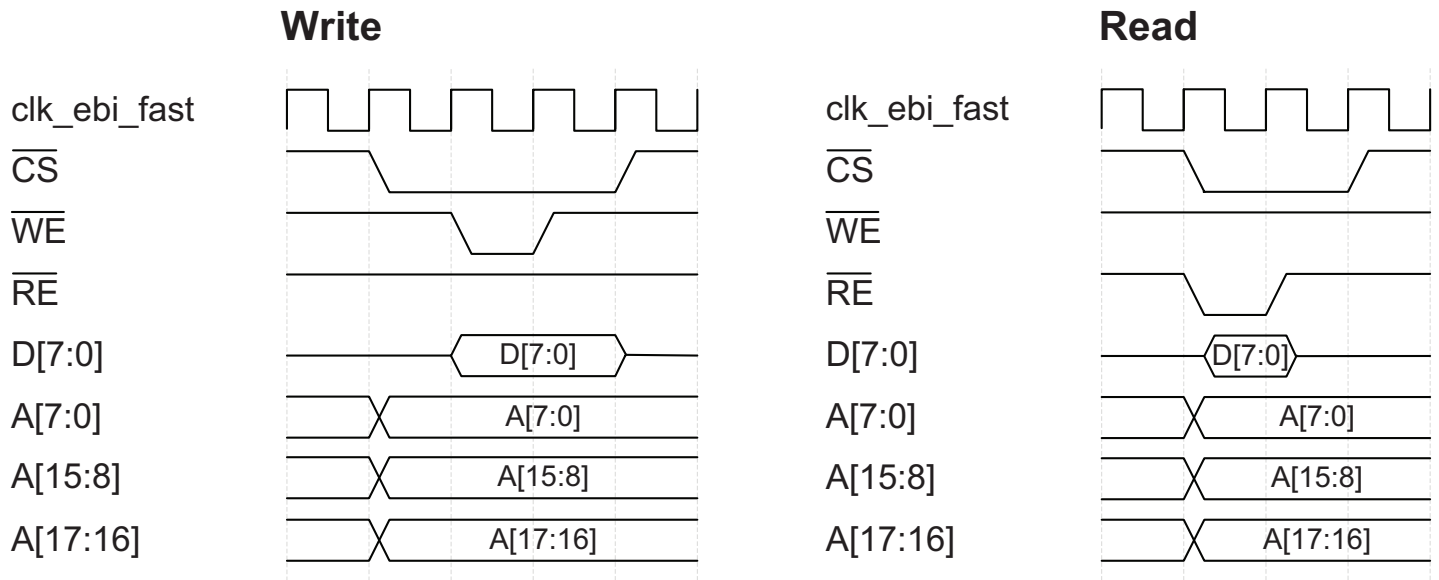 Write
Read
clk_ebi_fast
clk_ebi_fast
CS
CS
WE
WE
RE
RE
D[7:0]
D[7:0]
D[7:0]
D[7:0]
A[7:0]
A[7:0]
A[7:0]
A[7:0]
A[15:8]
A[15:8]
A[15:8]
A[15:8]
A[17:16]
A[17:16]
A[17:16]
A[17:16]